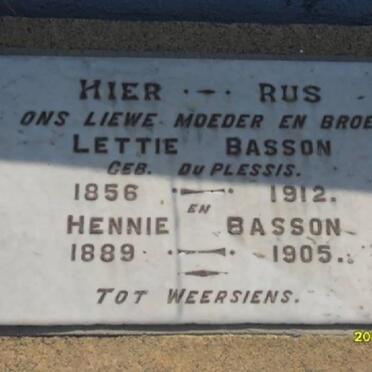 HIER RUS
ONS LIEWE MOEDER EN BROE
LETTIE BASSON
GEB. DU PLESSIS.
1856 1912.
EN
HENNIE BASSON
1889 1905.
TOT WEERSIENS.
20